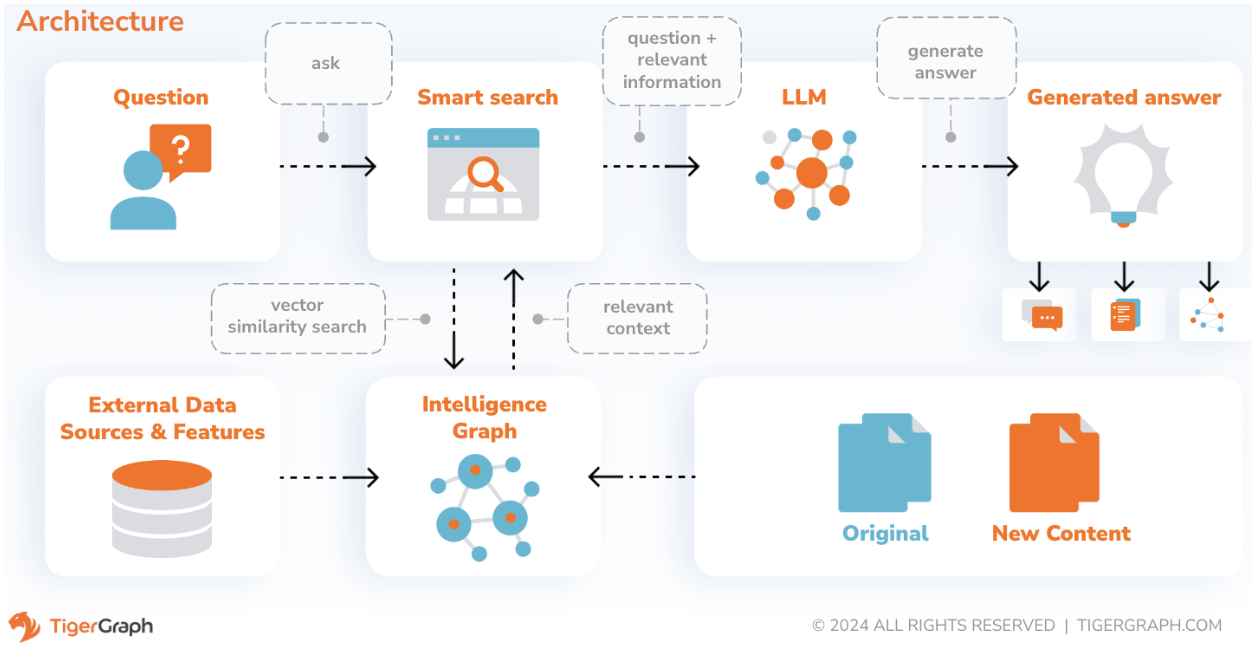 Architecture
ask
question +
relevant
information
generate
answer
Question
?
Smart search
LLM
Generated answer
vector
similarity search
relevant
context
External Data
Sources & Features
Intelligence
Graph
Original
New Content
TigerGraph
© 2024 ALL RIGHTS RESERVED | TIGERGRAPH.COM